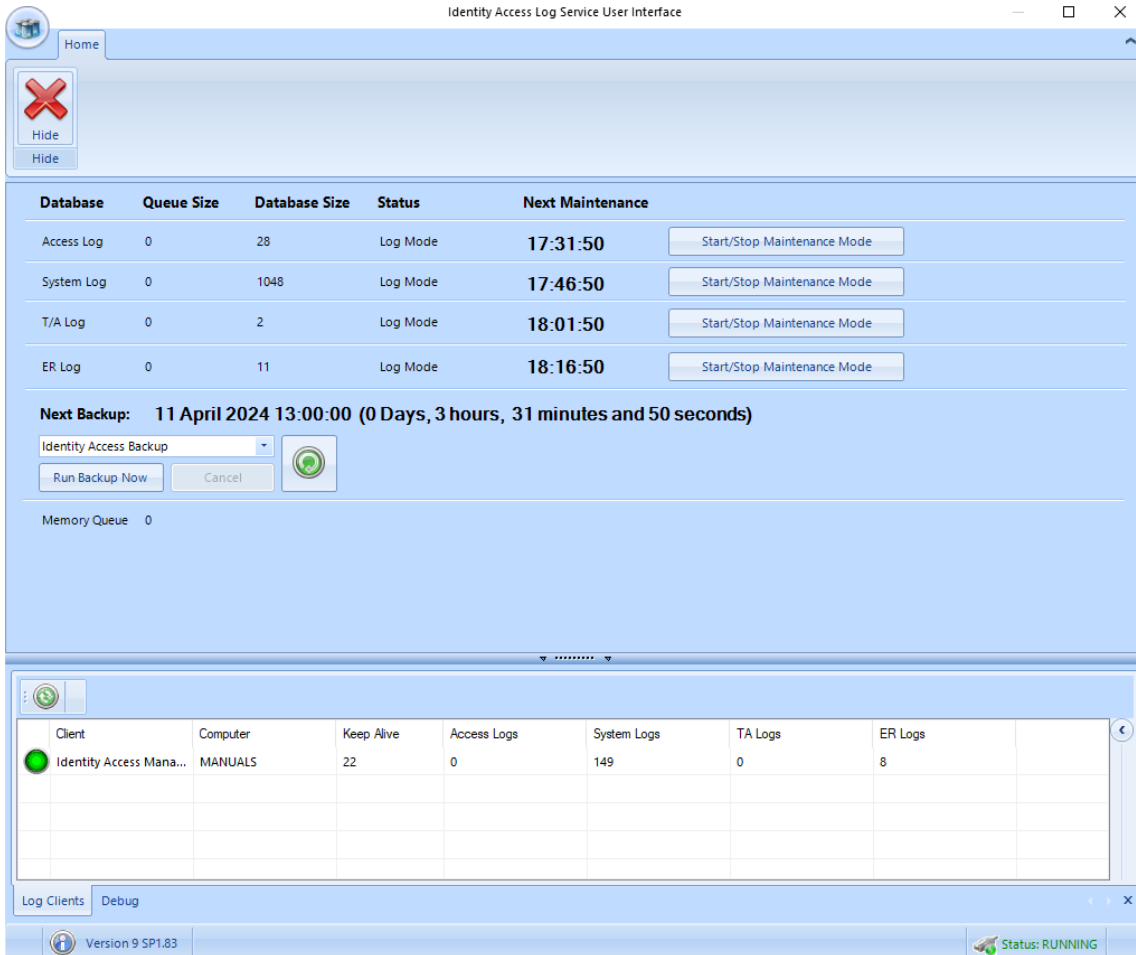 Identity Access Log Service User Interface
Home
Hide
Hide
Database Queue Size Database Size Status Next Maintenance
Access Log 0 28 Log Mode 17:31:50 Start/Stop Maintenance Mode
System Log 0 1048 Log Mode 17:46:50 Start/Stop Maintenance Mode
T/A Log 0 2 Log Mode 18:01:50 Start/Stop Maintenance Mode
ER Log 0 11 Log Mode 18:16:50 Start/Stop Maintenance Mode
Next Backup: 11 April 2024 13:00:00 (0 Days, 3 hours, 31 minutes and 50 seconds)
Identity Access Backup
Run Backup Now Cancel
Memory Queue 0
Client Computer Keep Alive Access Logs System Logs TA Logs ER Logs
Identity Access Mana... MANUALS 22 0 149 0 8
Log Clients Debug
Version 9 SP1.83 Status: RUNNING